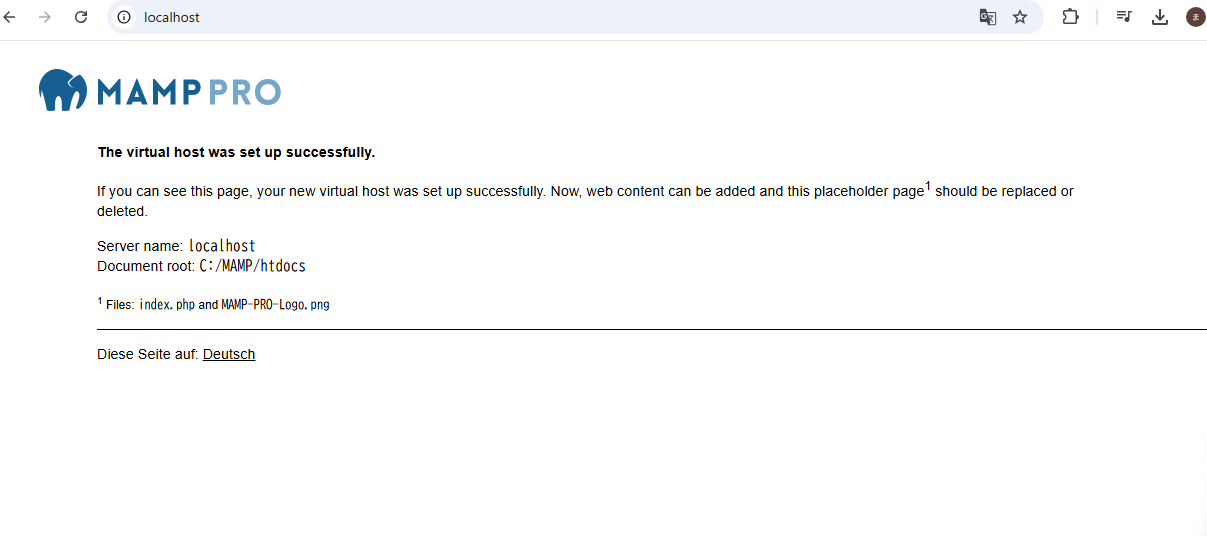 localhost
ま
MAMP PRO
The virtual host was set up successfully.
If you can see this page, your new virtual host was set up successfully. Now, web content can be added and this placeholder page1 should be replaced or
deleted.
Server name: localhost
Document root: C:/MAMP/htdocs
1 Files: index.php and MAMP-PRO-Logo.png
Diese Seite auf: Deutsch